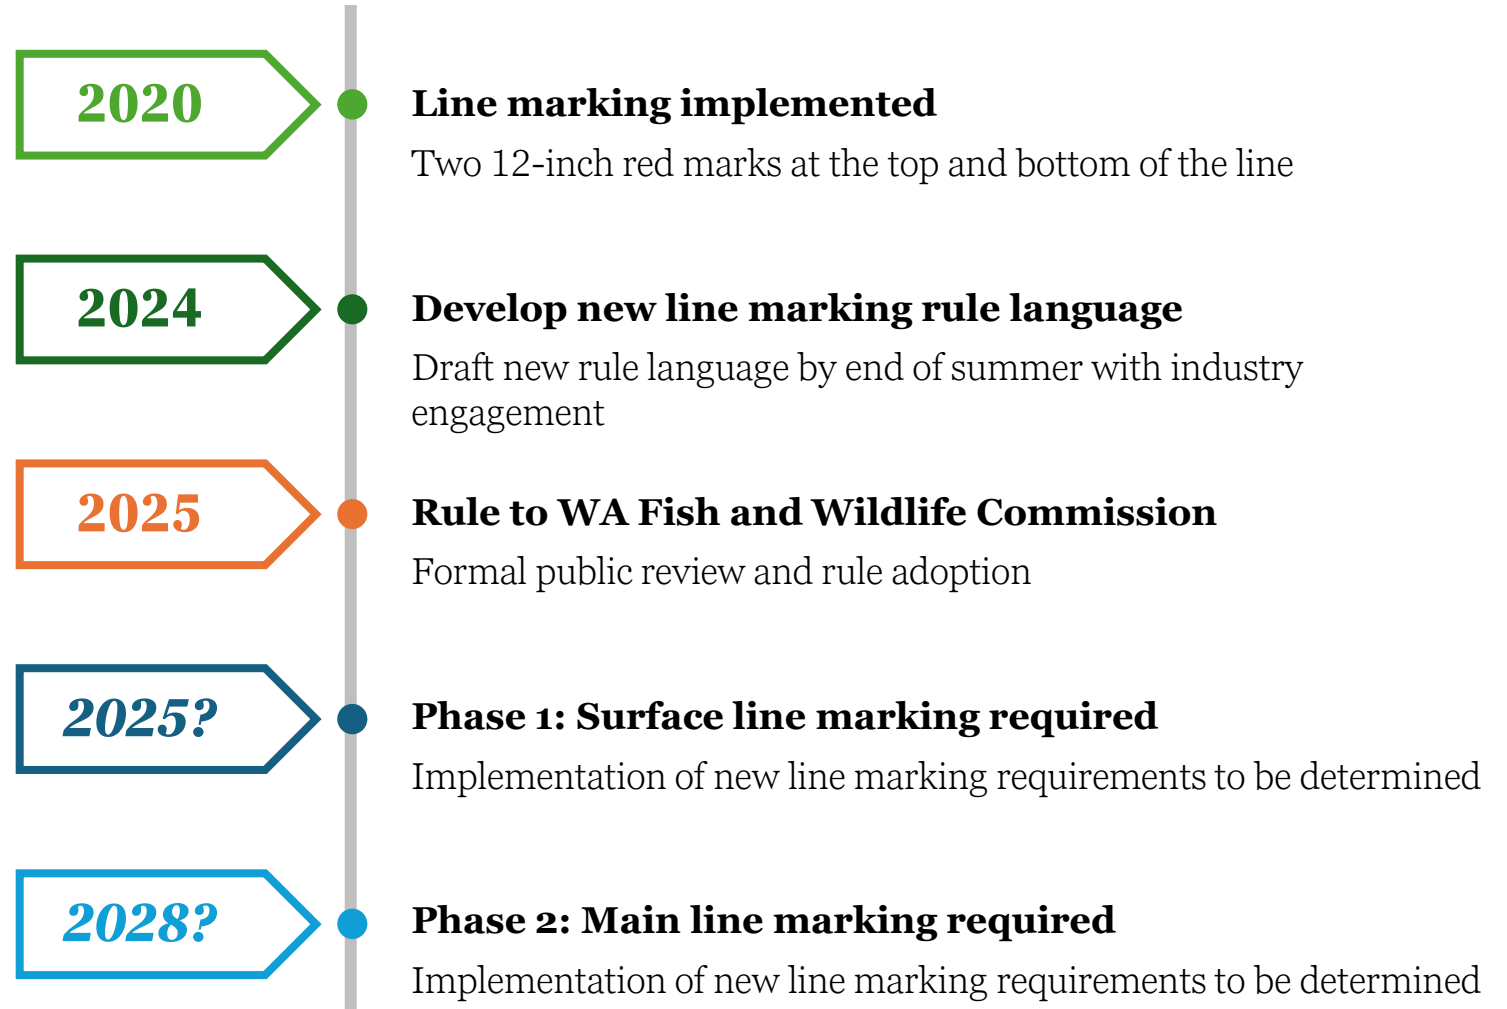 2020
Line marking implemented
Two 12-inch red marks at the top and bottom of the line
2024
Develop new line marking rule language
Draft new rule language by end of summer with industry
engagement
2025
Rule to WA Fish and Wildlife Commission
Formal public review and rule adoption
2025?
Phase 1: Surface line marking required
Implementation of new line marking requirements to be determined
2028?
Phase 2: Main line marking required
Implementation of new line marking requirements to be determined